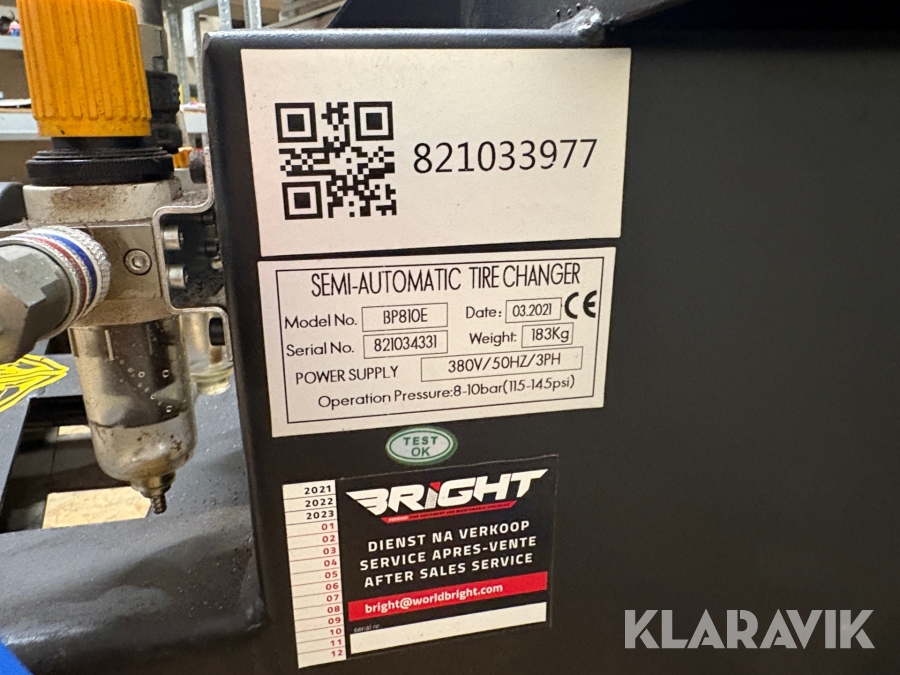 821033977
SEMI-AUTOMATIC TIRE CHANGER
Model No. BP810E Date: 03.2021 CE
Serial No. 821034331 Weight: 183Kg
POWER SUPPLY 380V/50HZ/3PH
Operation Pressure:8-10bar(115-145psi)
TEST
OK
2021
2022
2023
01
02
03
04
05
06
07
08
09
10
11
12
BRIGHT
DIENST NA VERKOOP
SERVICE APRES-VENTE
AFTER SALES SERVICE
bright@worldbright.com
KLARAVIK